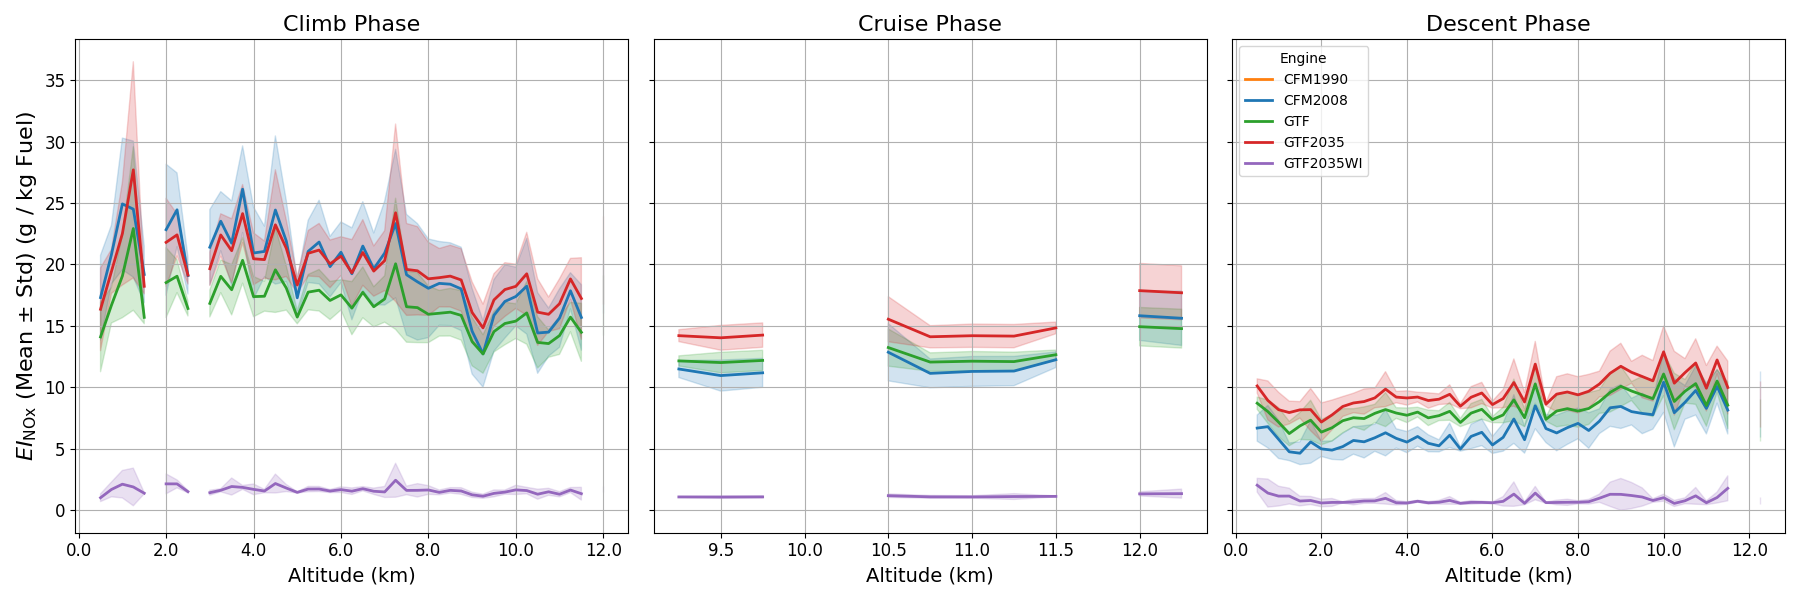 Climb Phase
Cruise Phase
Descent Phase
EI_NOx (Mean ± Std) (g / kg Fuel)
35
30
25
20
15
10
5
0
Engine
CFM1990
CFM2008
GTF
GTF2035
GTF2035WI
0.0 2.0 4.0 6.0 8.0 10.0 12.0
9.5 10.0 10.5 11.0 11.5 12.0
0.0 2.0 4.0 6.0 8.0 10.0 12.0
Altitude (km)
Altitude (km)
Altitude (km)